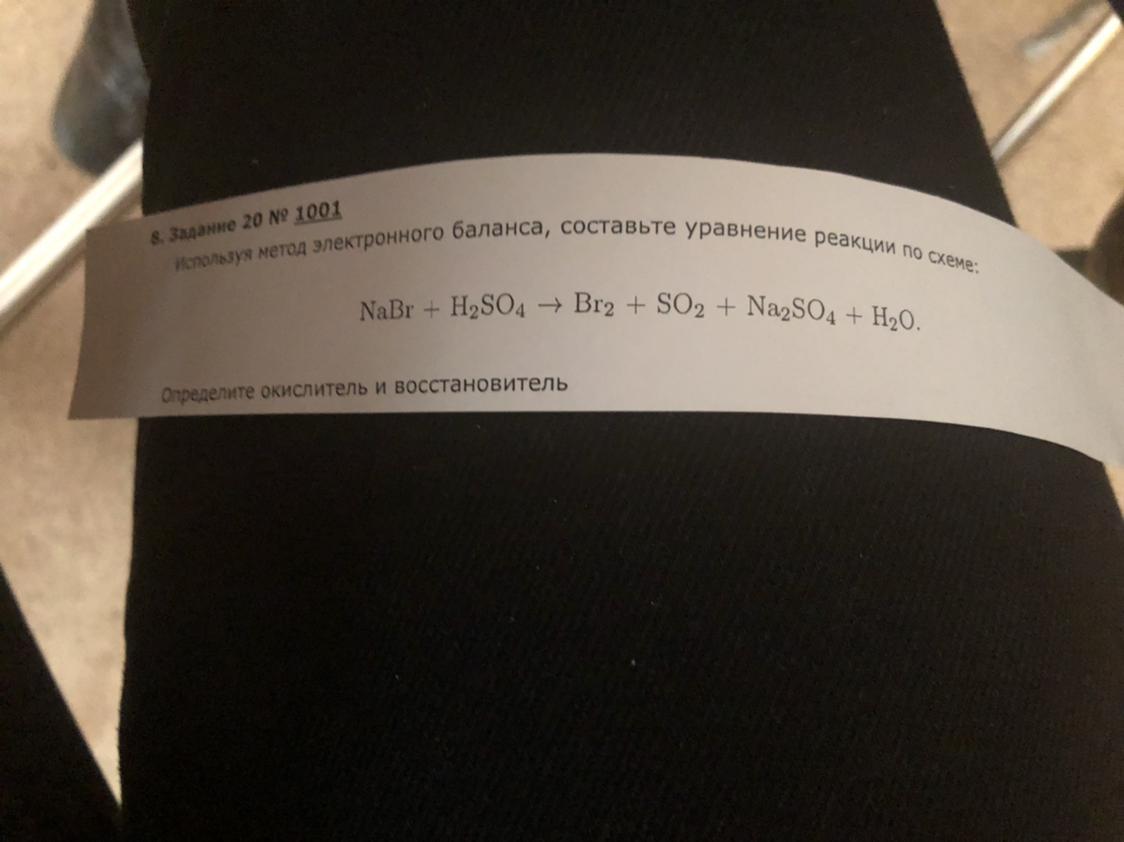 8. Задание 20 № 1001
Используя метод электронного баланса, составьте уравнение реакции по схеме:
NaBr + H₂SO₄ → Br₂ + SO₂ + Na₂SO₄ + H₂O.
Определите окислитель и восстановитель